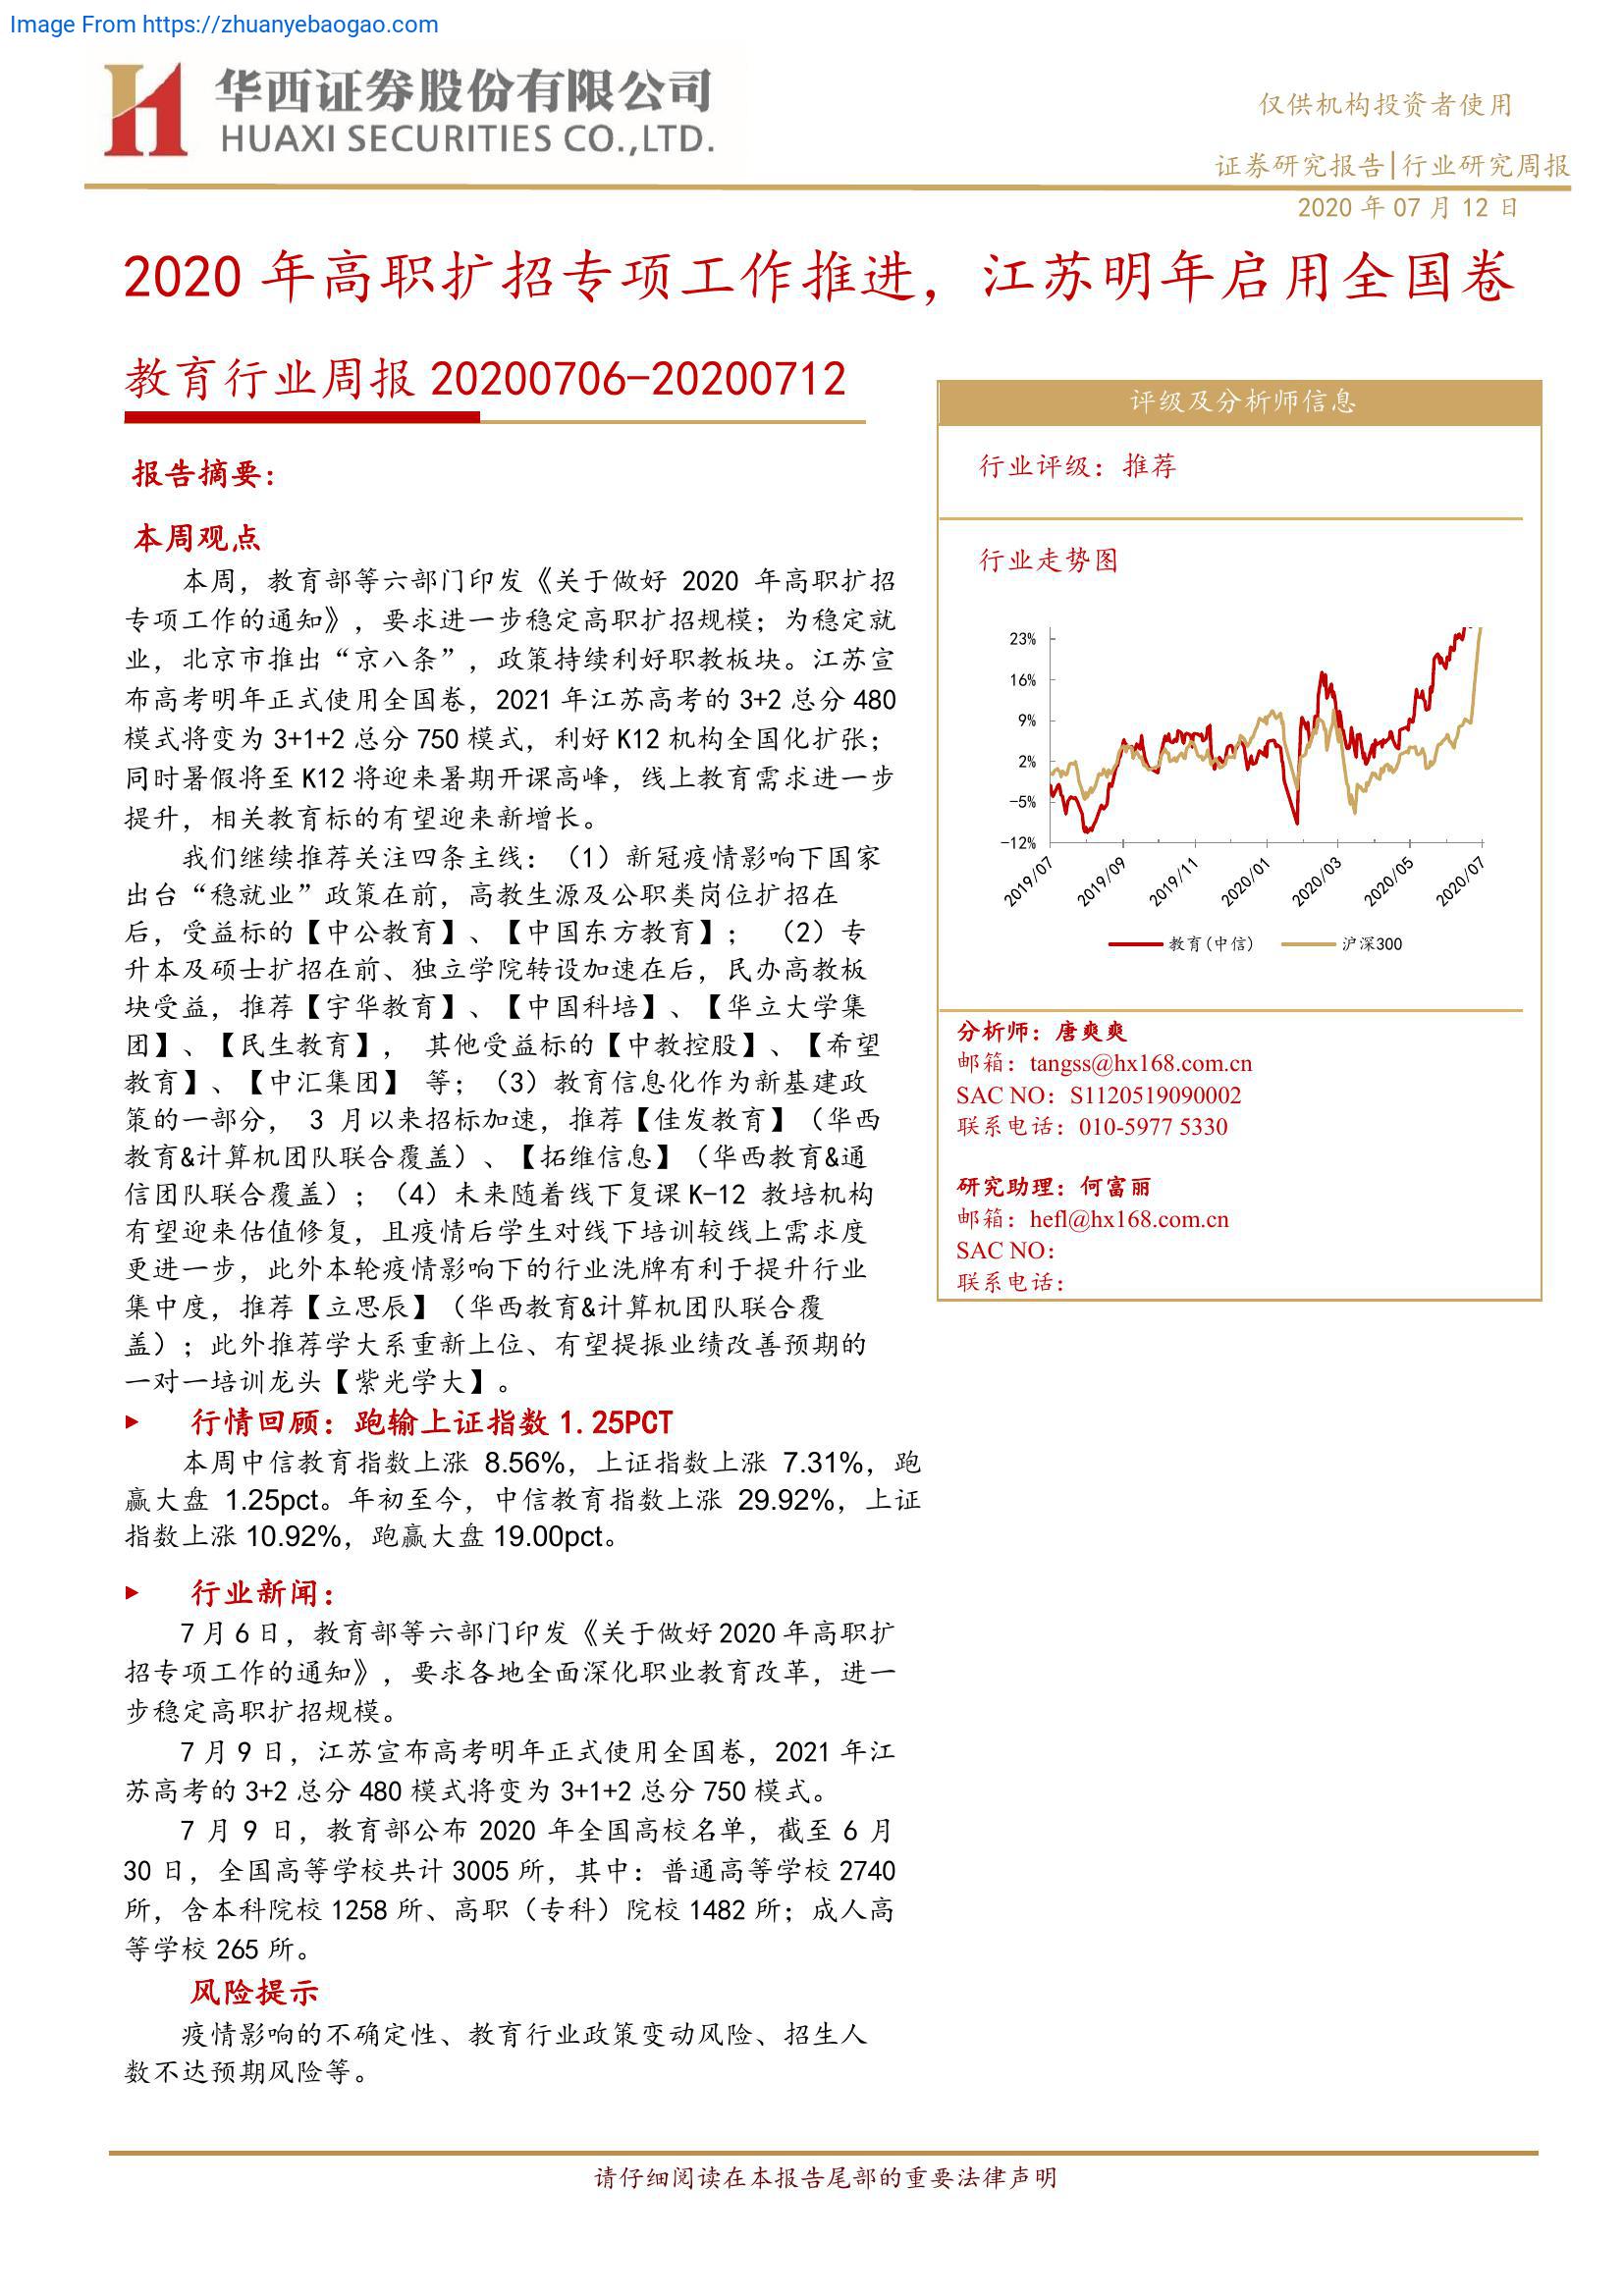 Image From https://zhuanyebaogao.com
华西证券股份有限公司
HUAXI SECURITIES CO.,LTD.
仅供机构投资者使用
证券研究报告|行业研究周报
2020 年 07 月 12 日
2020 年高职扩招专项工作推进，江苏明年启用全国卷
教育行业周报 20200706-20200712
报告摘要：
本周观点
本周，教育部等六部门印发《关于做好 2020 年高职扩招
专项工作的通知》，要求进一步稳定高职扩招规模；为稳定就
业，北京市推出“京八条”，政策持续利好职教板块。江苏宣
布高考明年正式使用全国卷，2021 年江苏高考的 3+2 总分 480
模式将变为 3+1+2 总分 750 模式，利好 K12 机构全国化扩张；
同时暑假将至 K12 将迎来暑期开课高峰，线上教育需求进一步
提升，相关教育标的有望迎来新增长。
我们继续推荐关注四条主线：（1）新冠疫情影响下国家
出台“稳就业”政策在前，高教生源及公职类岗位扩招在
后，受益标的【中公教育】、【中国东方教育】； （2）专
升本及硕士扩招在前、独立学院转设加速在后，民办高教板
块受益，推荐【宇华教育】、【中国科培】、【华立大学集
团】、【民生教育】， 其他受益标的【中教控股】、【希望
教育】、【中汇集团】 等；（3）教育信息化作为新基建政
策的一部分， 3 月以来招标加速，推荐【佳发教育】（华西
教育&计算机团队联合覆盖）、【拓维信息】（华西教育&通
信团队联合覆盖）；（4）未来随着线下复课 K-12 教培机构
有望迎来估值修复，且疫情后学生对线下培训较线上需求度
更进一步，此外本轮疫情影响下的行业洗牌有利于提升行业
集中度，推荐【立思辰】（华西教育&计算机团队联合覆
盖）；此外推荐学大系重新上位、有望提振业绩改善预期的
一对一培训龙头【紫光学大】。
▶ 行情回顾：跑输上证指数 1.25PCT
本周中信教育指数上涨 8.56%，上证指数上涨 7.31%，跑
赢大盘 1.25pct。年初至今，中信教育指数上涨 29.92%，上证
指数上涨 10.92%，跑赢大盘 19.00pct。
▶ 行业新闻：
7 月 6 日，教育部等六部门印发《关于做好 2020 年高职扩
招专项工作的通知》，要求各地全面深化职业教育改革，进一
步稳定高职扩招规模。
7 月 9 日，江苏宣布高考明年正式使用全国卷，2021 年江
苏高考的 3+2 总分 480 模式将变为 3+1+2 总分 750 模式。
7 月 9 日，教育部公布 2020 年全国高校名单，截至 6 月
30 日，全国高等学校共计 3005 所，其中：普通高等学校 2740
所，含本科院校 1258 所、高职（专科）院校 1482 所；成人高
等学校 265 所。
风险提示
疫情影响的不确定性、教育行业政策变动风险、招生人
数不达预期风险等。
评级及分析师信息
行业评级：推荐
行业走势图
23%
16%
9%
2%
-5%
-12%
2019/07 2019/09 2019/11 2020/01 2020/03 2020/05 2020/07
教育(中信) 沪深300
分析师：唐爽爽
邮箱：tangss@hx168.com.cn
SAC NO：S1120519090002
联系电话：010-5977 5330
研究助理：何富丽
邮箱：hefl@hx168.com.cn
SAC NO：
联系电话：
请仔细阅读在本报告尾部的重要法律声明